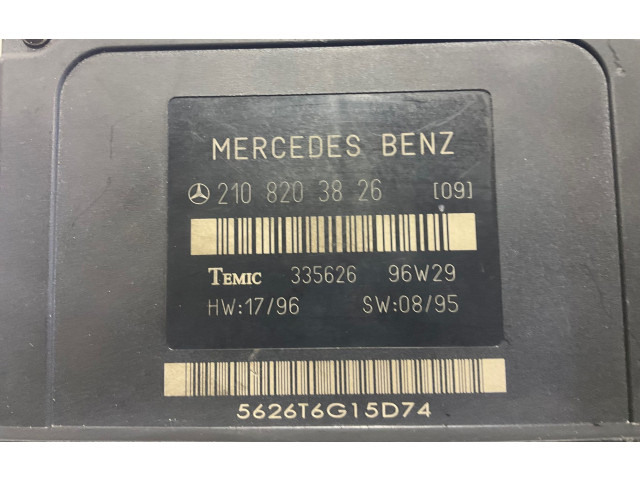 MERCEDES BENZ
210 820 38 26 [09]
TEMIC 335626 96W29
HW:17/96 SW:08/95
5626T6G15D74